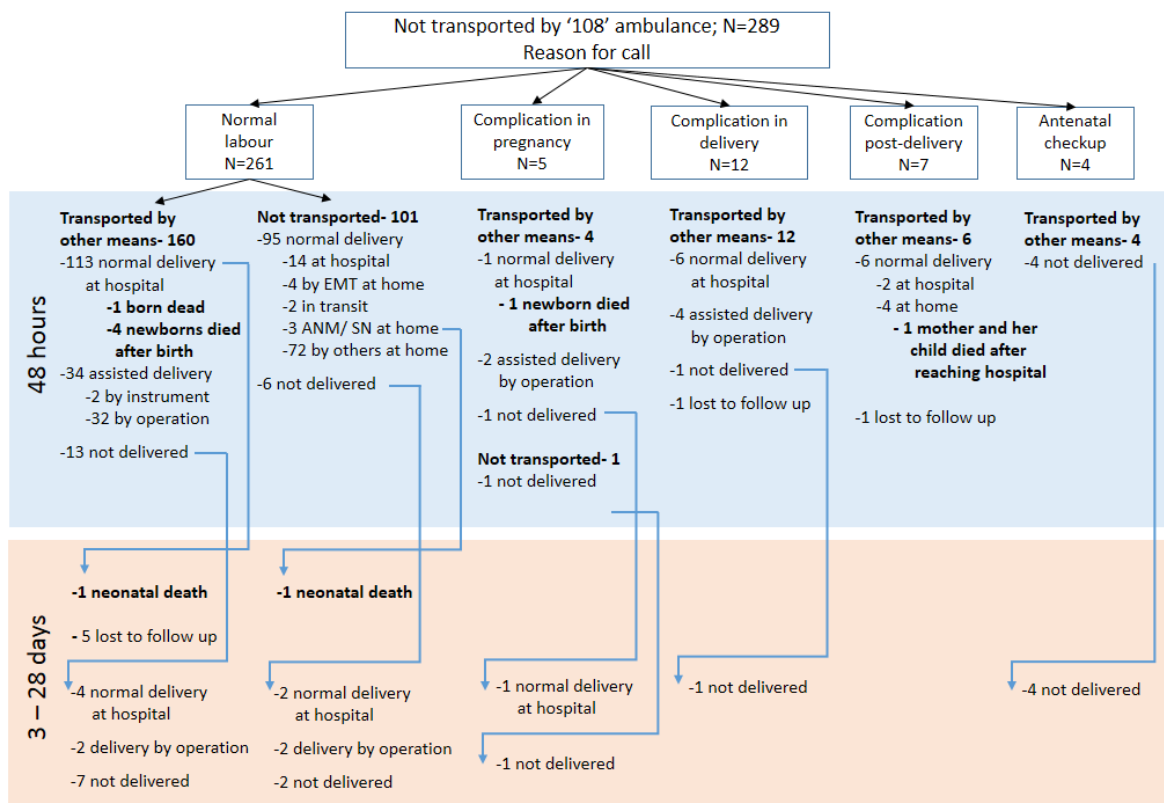 Not transported by ‘108’ ambulance; N=289
Reason for call
Normal
labour
N=261
Complication in
pregnancy
N=5
Complication in
delivery
N=12
Complication
post-delivery
N=7
Antenatal
checkup
N=4
48 hours
Transported by
other means- 160
-113 normal delivery
at hospital
-1 born dead
-4 newborns died
after birth
-34 assisted delivery
-2 by instrument
-32 by operation
-13 not delivered
Not transported- 101
-95 normal delivery
-14 at hospital
-4 by EMT at home
-2 in transit
-3 ANM/ SN at home
-72 by others at home
-6 not delivered
Transported by
other means- 4
-1 normal delivery
at hospital
- 1 newborn died
after birth
-2 assisted delivery
by operation
-1 not delivered
Not transported- 1
-1 not delivered
Transported by
other means- 12
-6 normal delivery
at hospital
-4 assisted delivery
by operation
-1 not delivered
-1 lost to follow up
Transported by
other means- 6
-6 normal delivery
-2 at hospital
-4 at home
- 1 mother and her
child died after
reaching hospital
-1 lost to follow up
Transported by
other means- 4
-4 not delivered
3 – 28 days
-1 neonatal death
- 5 lost to follow up
-4 normal delivery
at hospital
-2 delivery by operation
-7 not delivered
-1 neonatal death
-2 normal delivery
at hospital
-2 delivery by operation
-2 not delivered
-1 normal delivery
at hospital
-1 not delivered
-1 not delivered
-4 not delivered